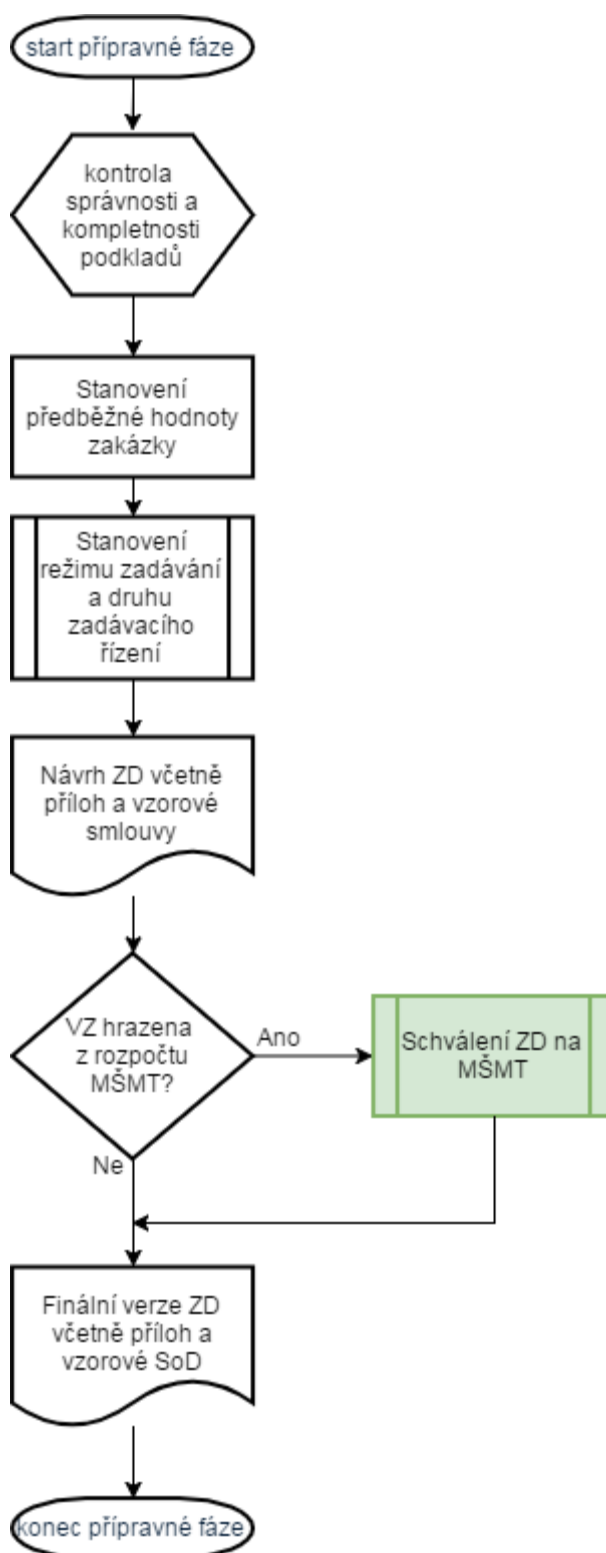 start přípravné fáze
kontrola
správnosti a
kompletnosti
podkladů
Stanovení
předběžné hodnoty
zakázky
Stanovení
režimu zadávání
a druhu
zadávacího
řízení
Návrh ZD včetně
příloh a vzorové
smlouvy
VZ hrazena
z rozpočtu
MŠMT?
Ano
Schválení ZD na
MŠMT
Ne
Finální verze ZD
včetně příloh a
vzorové SoD
konec přípravné fáze